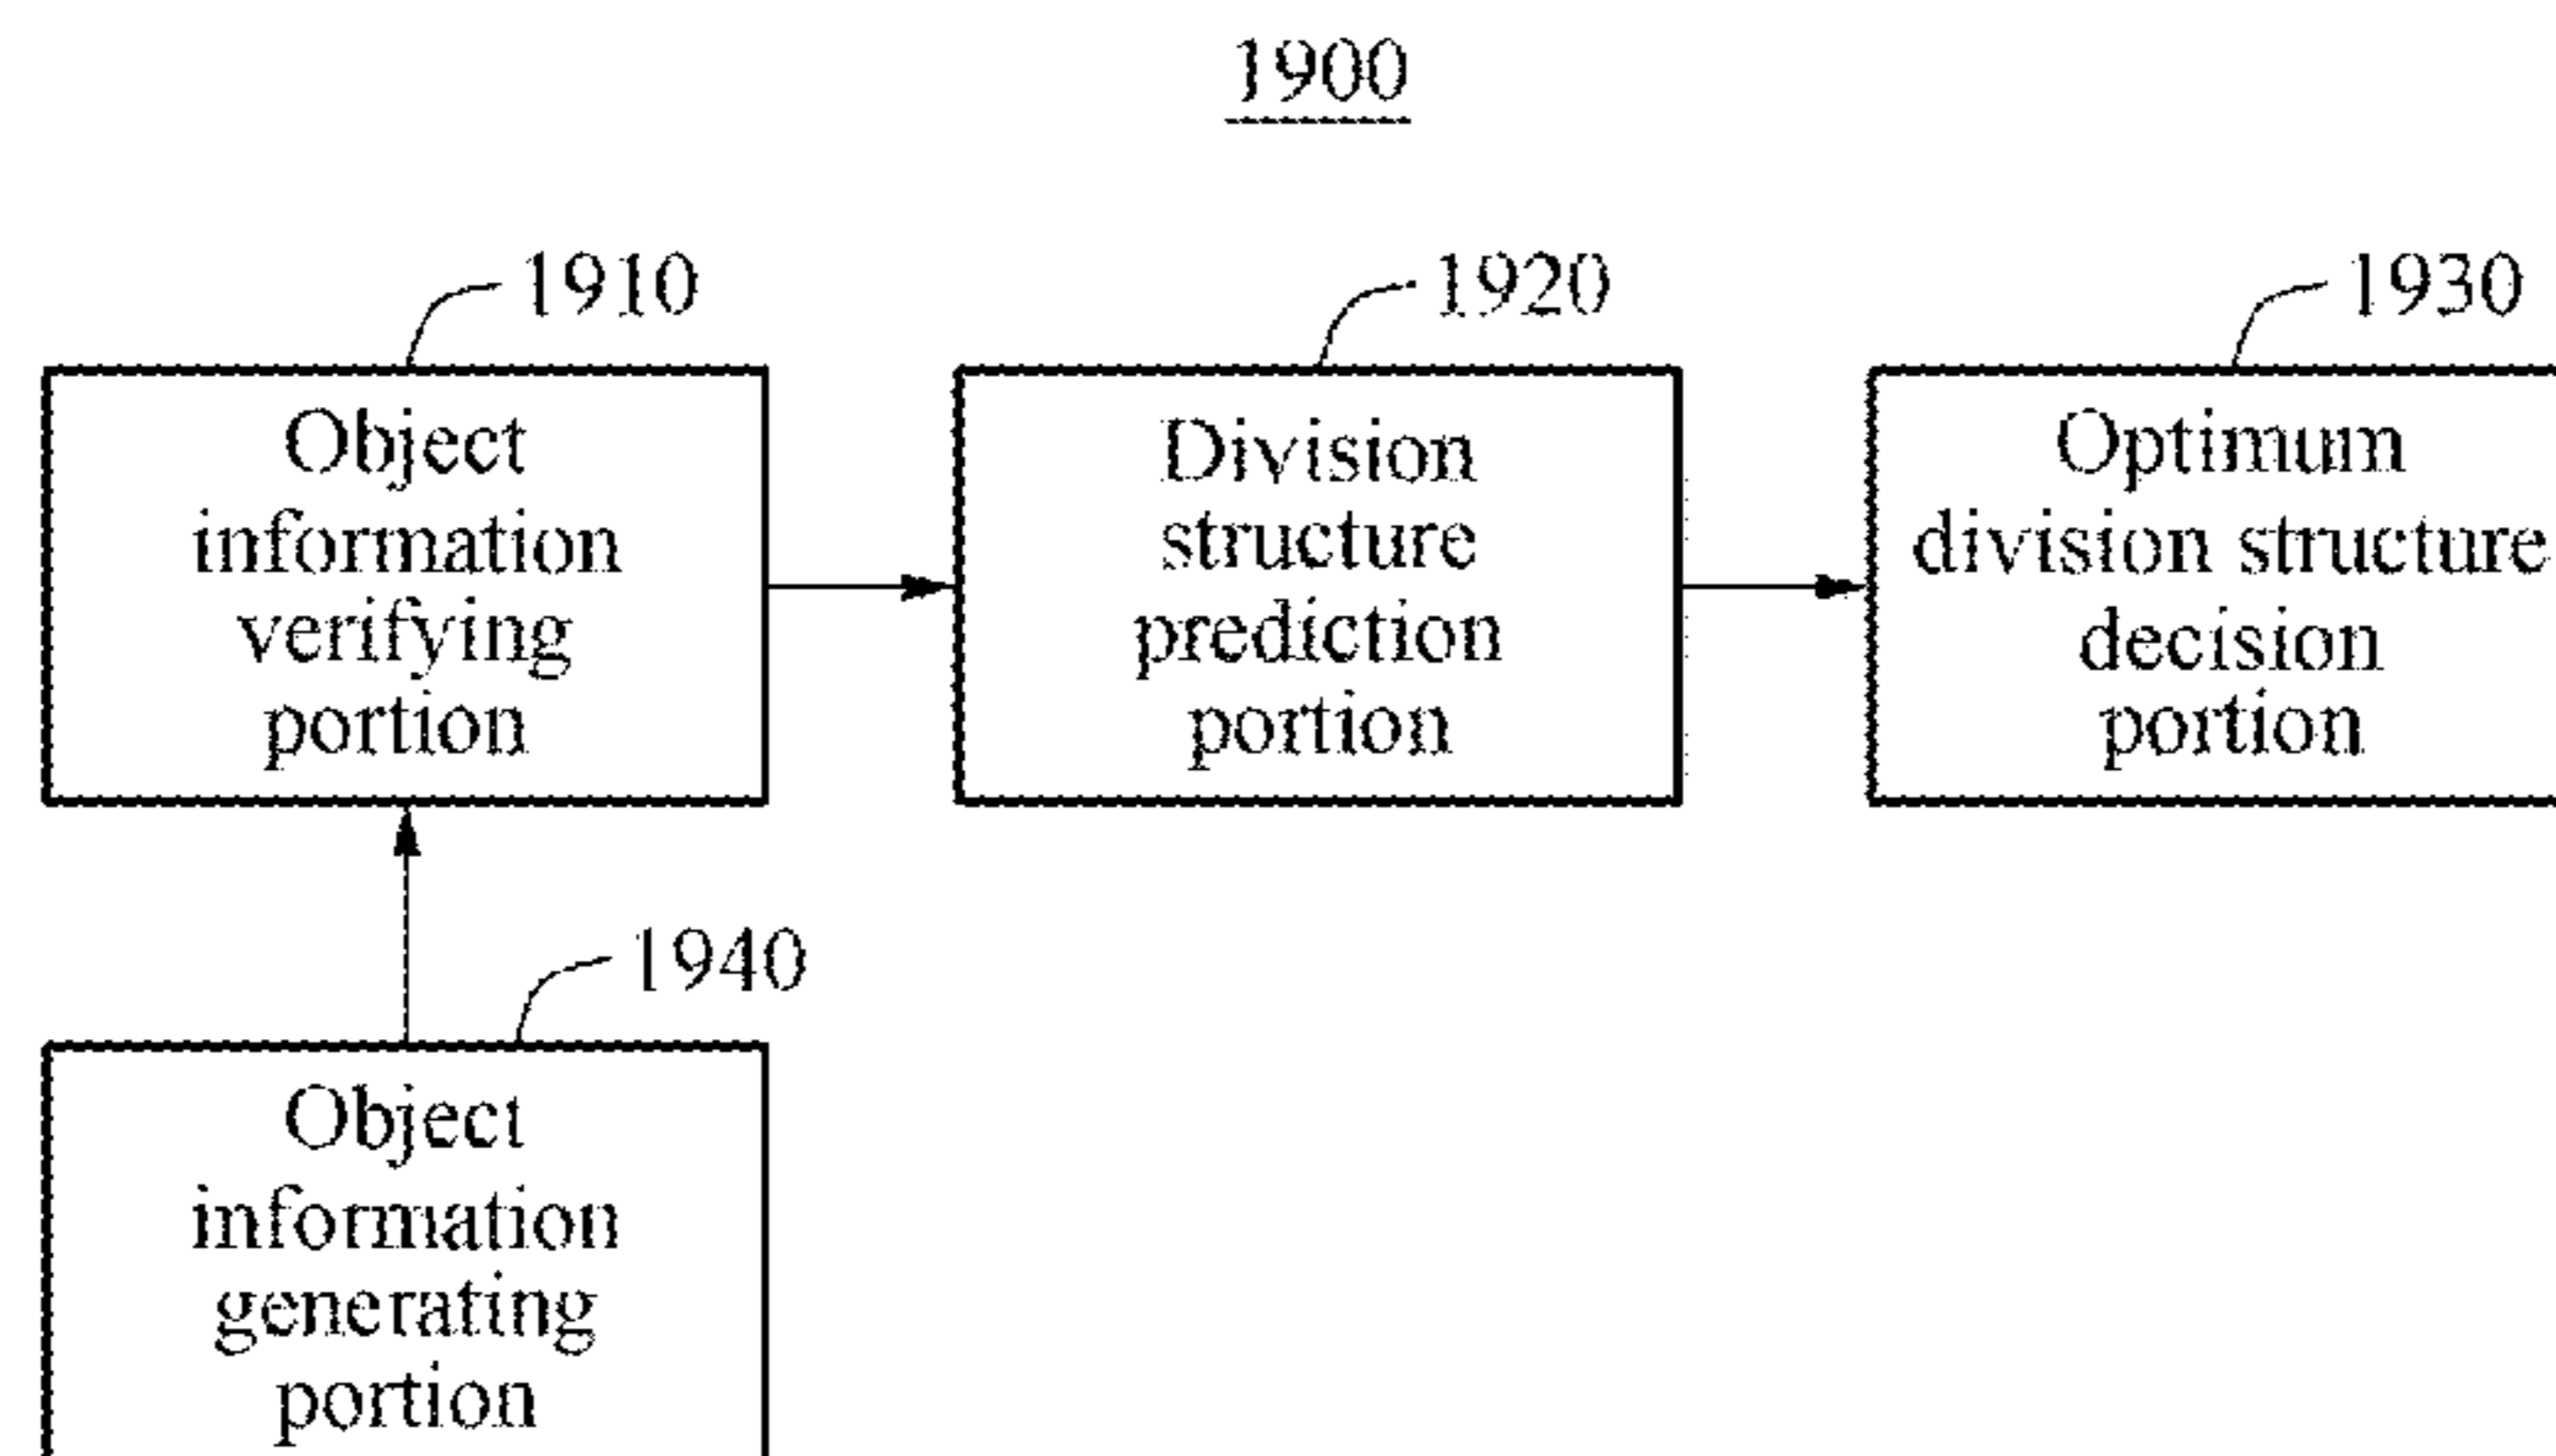 1900
1910
Object
information
verifying
portion
1920
Division
structure
prediction
portion
1930
Optimum
division structure
decision
portion
1940
Object
information
generating
portion